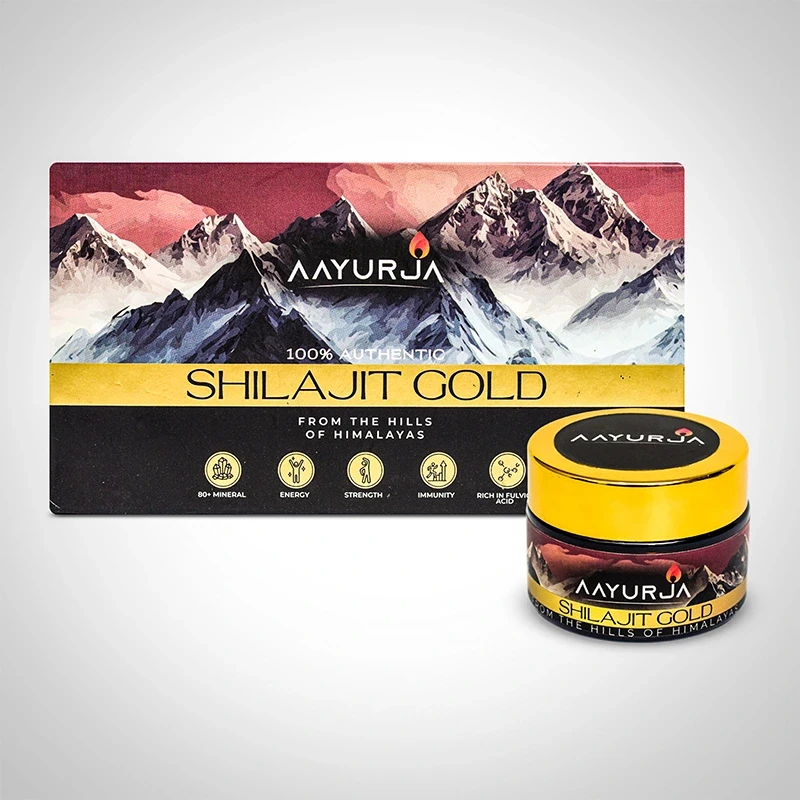 AAYURJA
100% AUTHENTIC
SHILAJIT GOLD
FROM THE HILLS
OF HIMALAYAS
80+ MINERAL
ENERGY
STRENGTH
IMMUNITY
RICH IN FULVIC
ACID
AAYURJA
AAYURJA
SHILAJIT GOLD
FROM THE HILLS OF HIMALAYAS